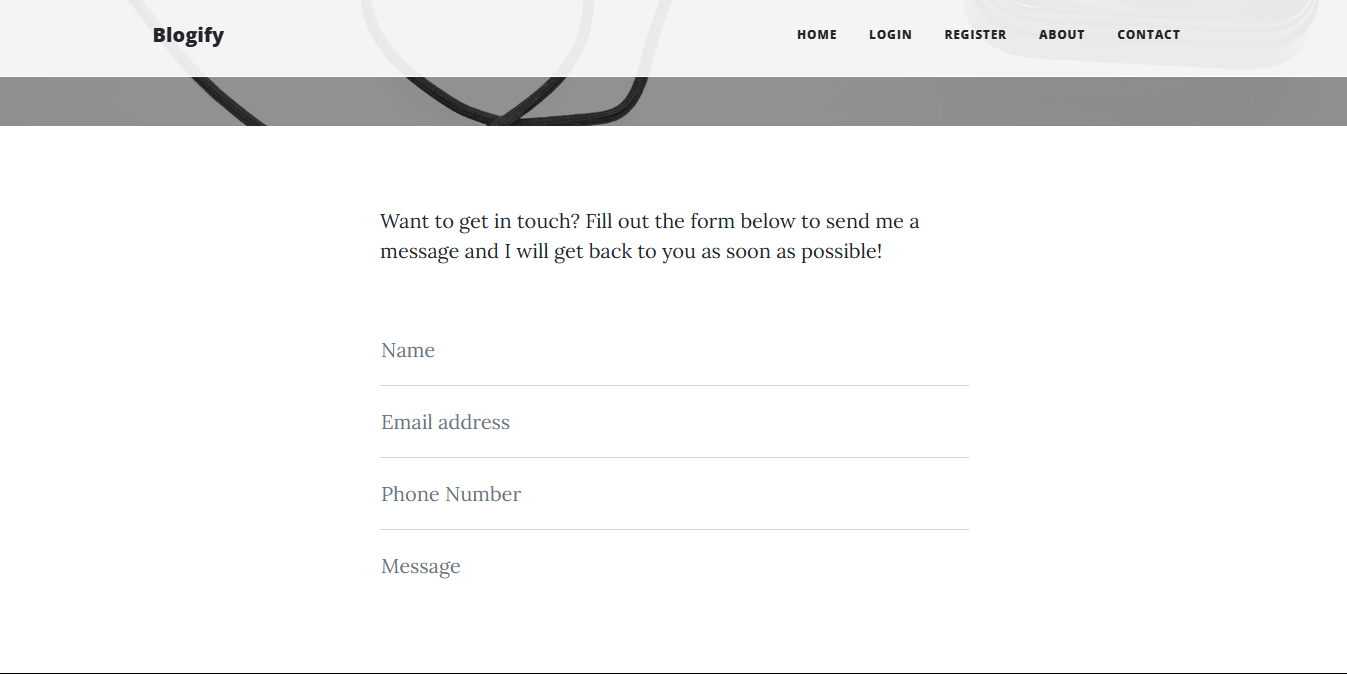 Blogify
HOME LOGIN REGISTER ABOUT CONTACT
Want to get in touch? Fill out the form below to send me a
message and I will get back to you as soon as possible!
Name
Email address
Phone Number
Message